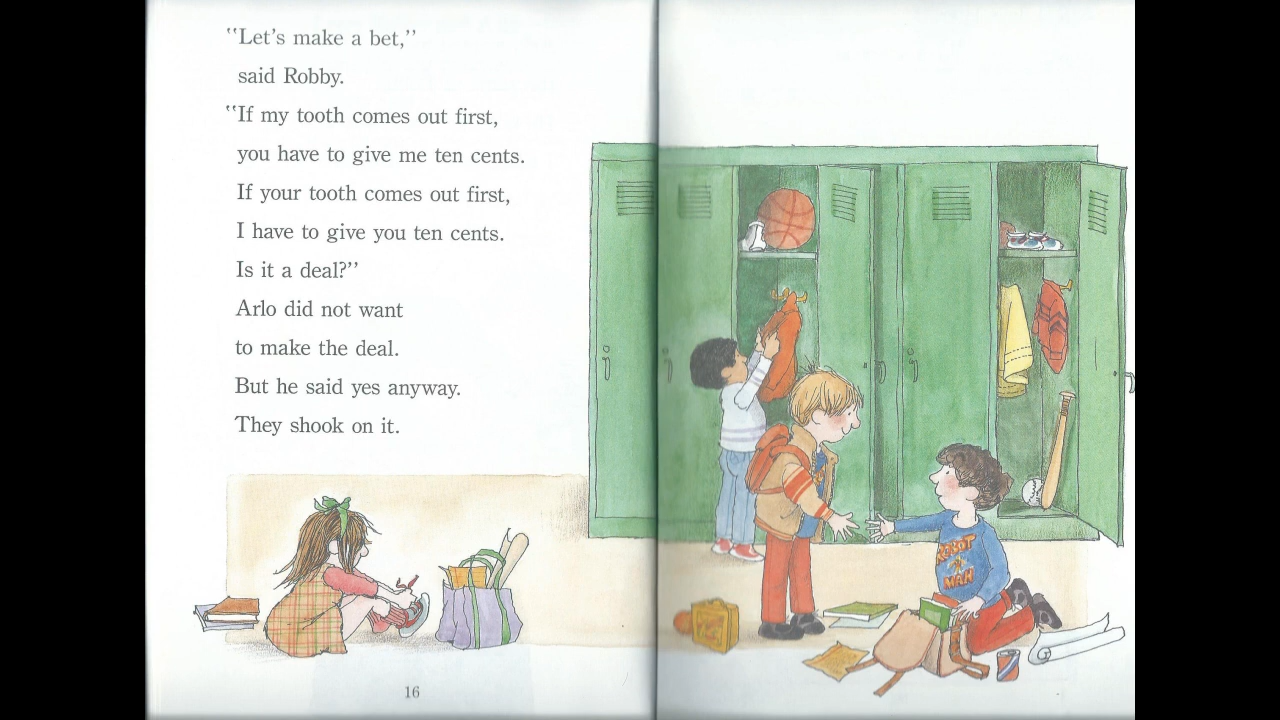 "Let's make a bet,"
said Robby.
"If my tooth comes out first,
you have to give me ten cents.
If your tooth comes out first,
I have to give you ten cents.
Is it a deal?"
Arlo did not want
to make the deal.
But he said yes anyway.
They shook on it.
16
ROBOT
MAN